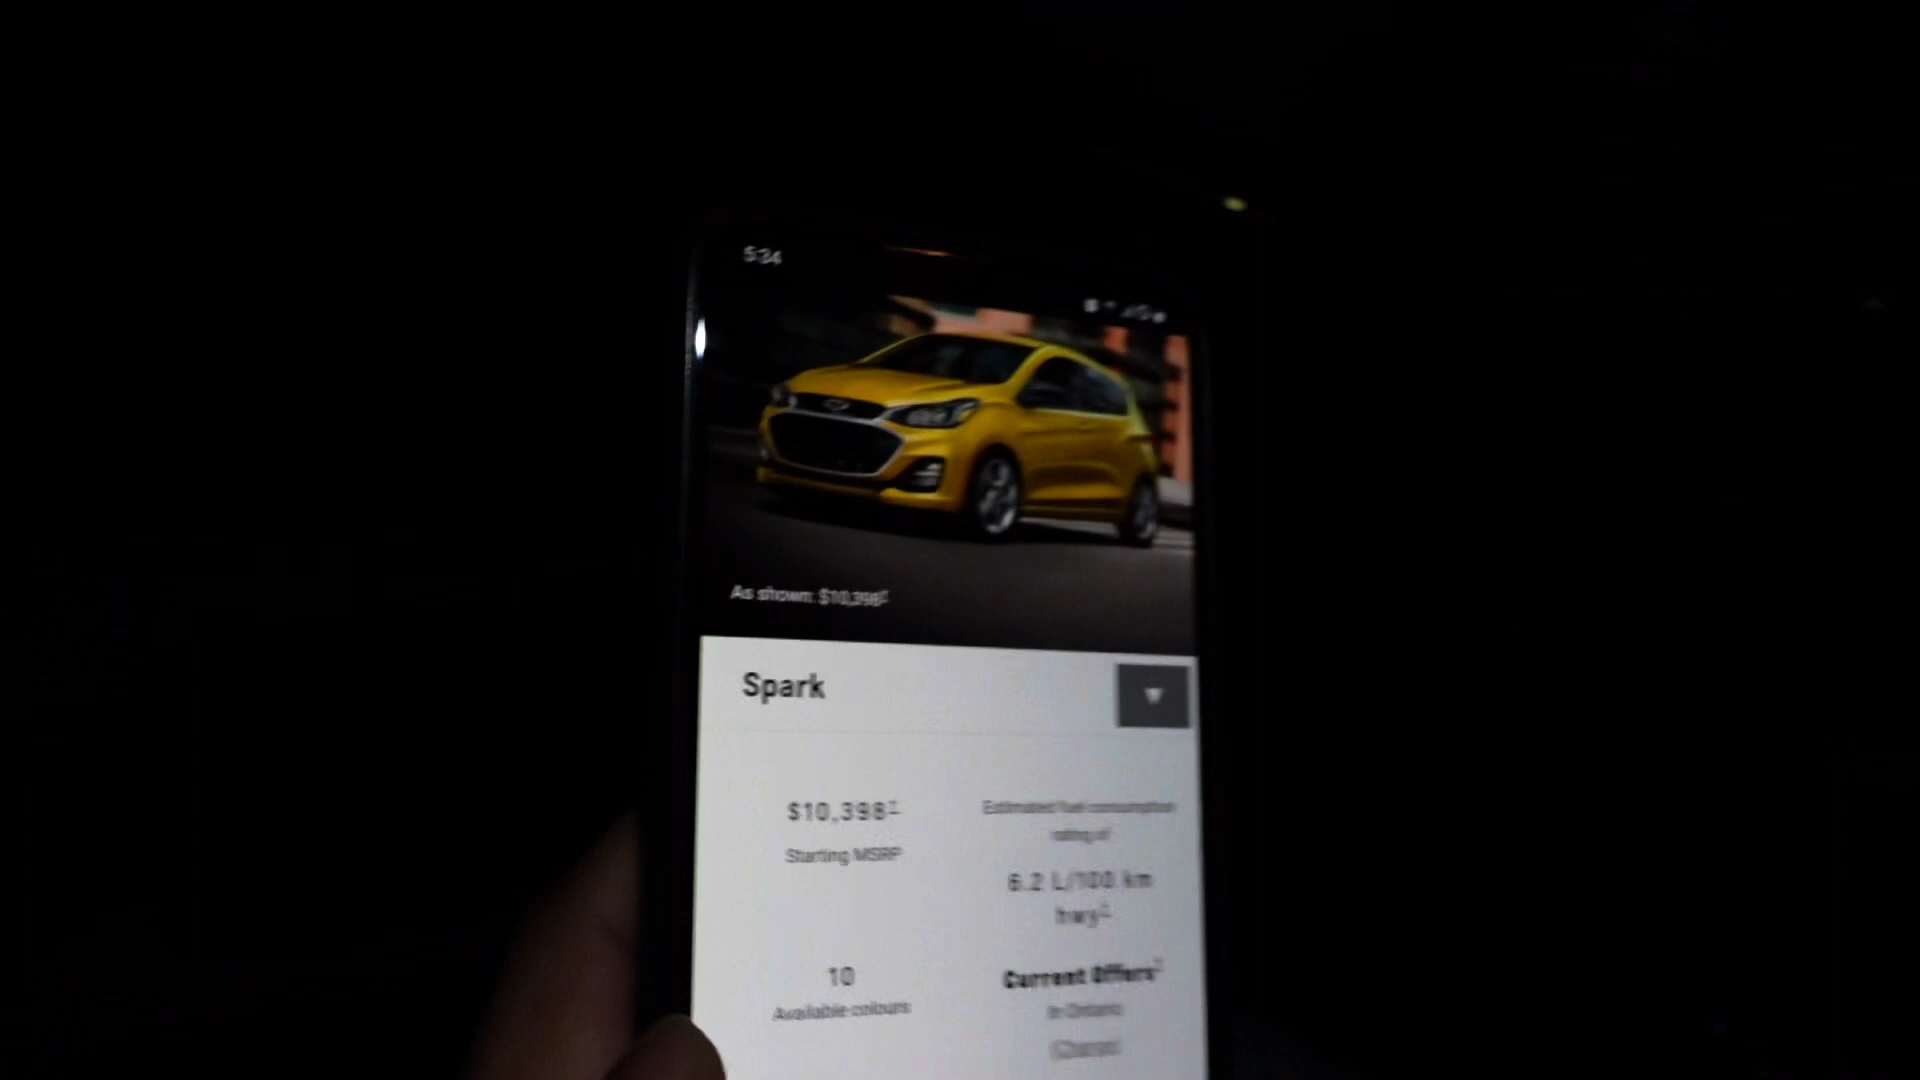 5:34
As shown: $10,398‡
Spark
$10,398‡
Starting MSRP
Estimated fuel consumption
rating of
6.2 L/100 km
hwy
10
Available colours
Current Offers
in Ontario
(Change)